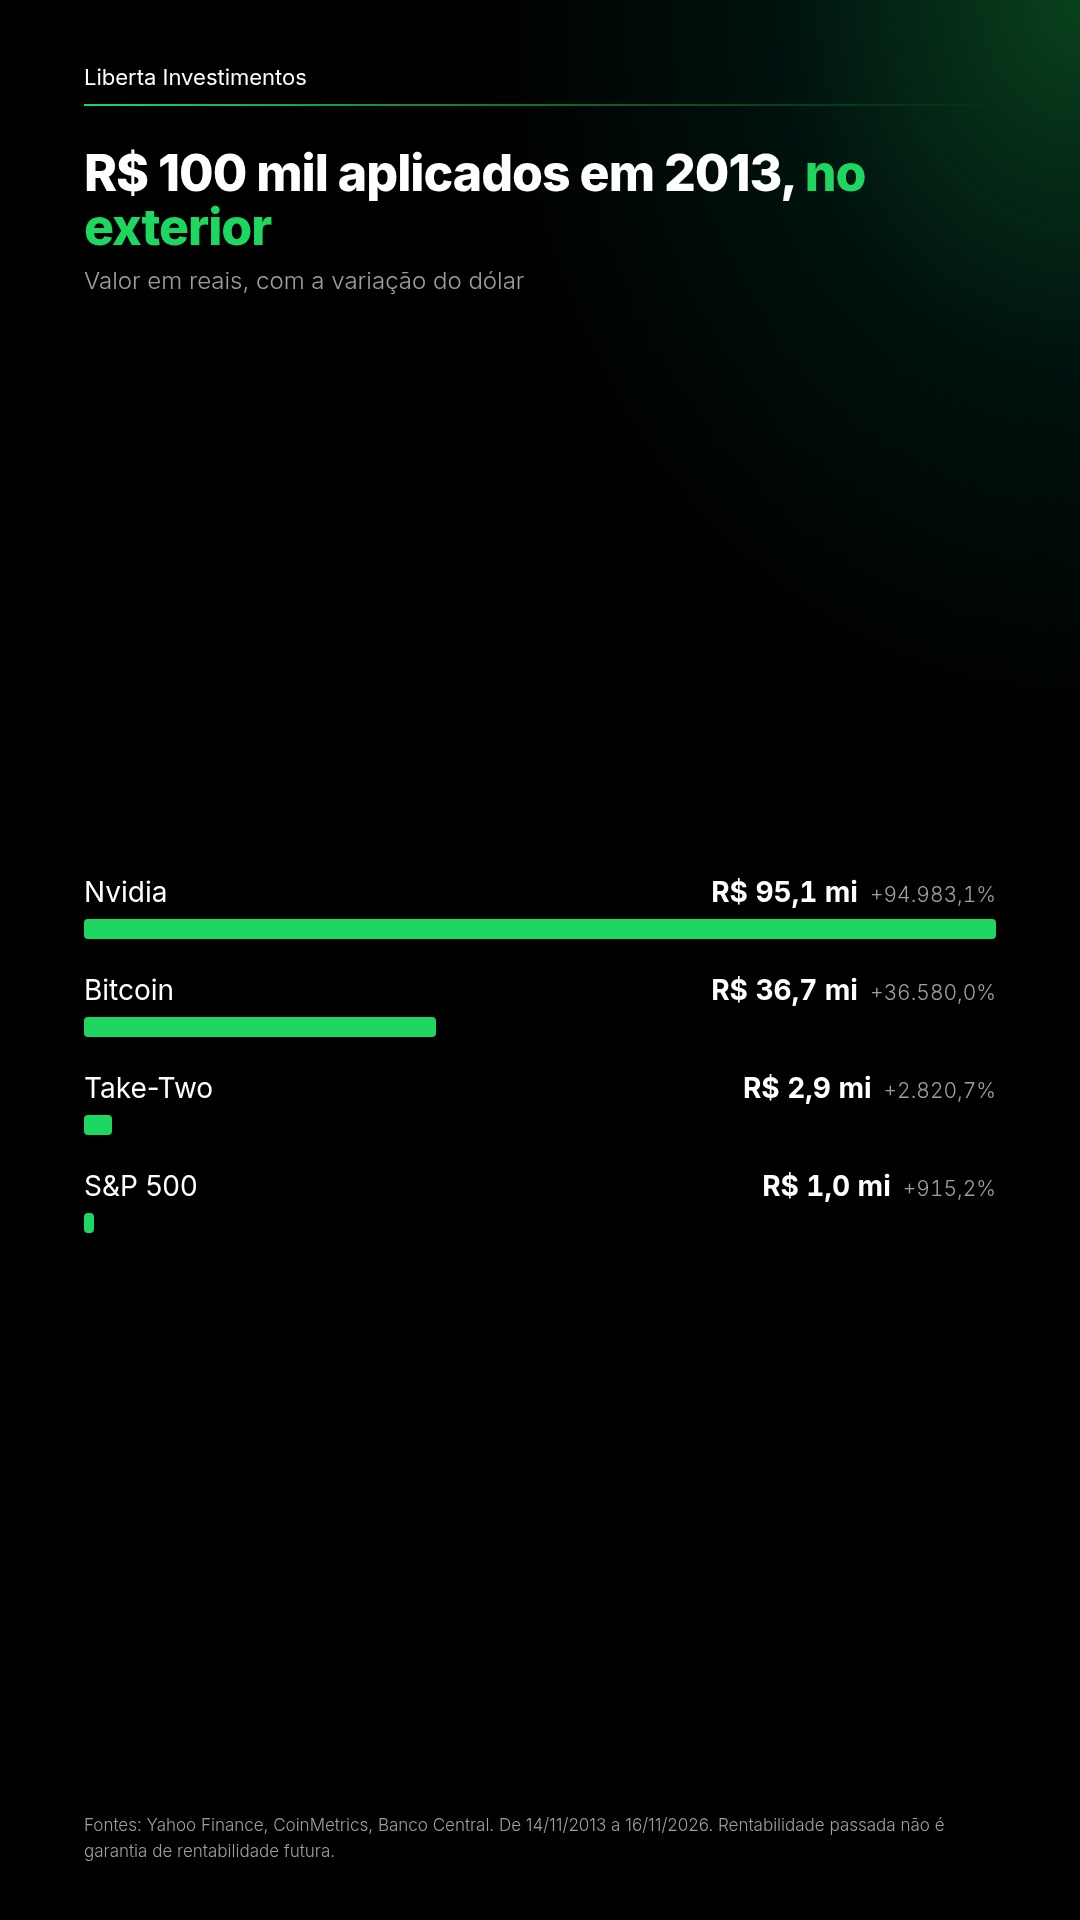 Liberta Investimentos
R$ 100 mil aplicados em 2013, no
exterior
Valor em reais, com a variação do dólar
Nvidia R$ 95,1 mi +94.983,1%
Bitcoin R$ 36,7 mi +36.580,0%
Take-Two R$ 2,9 mi +2.820,7%
S&P 500 R$ 1,0 mi +915,2%
Fontes: Yahoo Finance, CoinMetrics, Banco Central. De 14/11/2013 a 16/11/2026. Rentabilidade passada não é
garantia de rentabilidade futura.